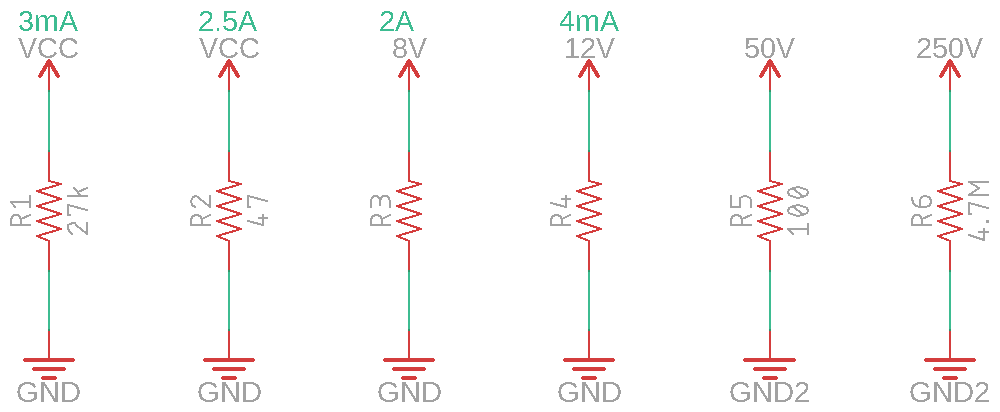 3mA 2.5A 2A 4mA
VCC VCC 8V 12V 50V 250V
R1 27k R2 47 R3 R4 R5 100 R6 4.7M
GND GND GND GND GND2 GND2